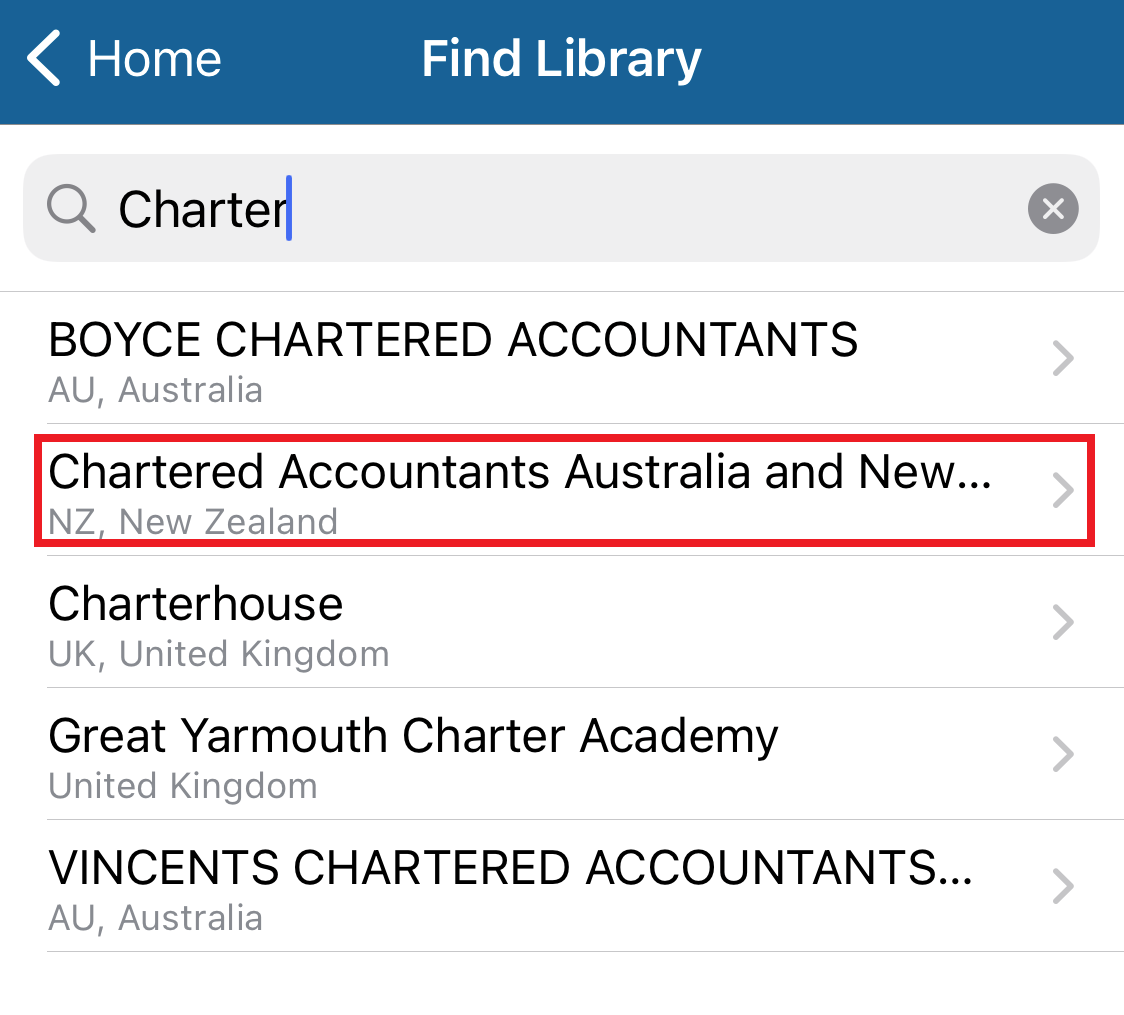 Home
Find Library
Charter
BOYCE CHARTERED ACCOUNTANTS
AU, Australia
Chartered Accountants Australia and New...
NZ, New Zealand
Charterhouse
UK, United Kingdom
Great Yarmouth Charter Academy
United Kingdom
VINCENTS CHARTERED ACCOUNTANTS...
AU, Australia